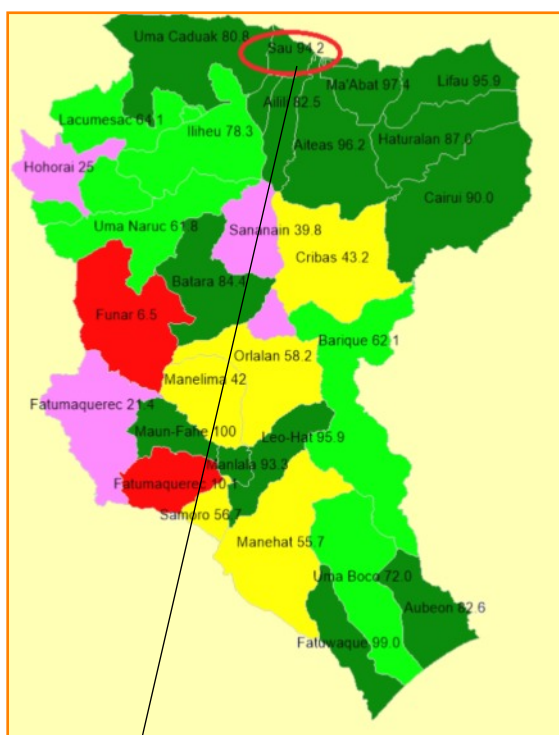 Uma Caduak 80.8
Sau 94.2
Ma'Abat 97.4
Lifau 95.9
Ailili 82.5
Lacumesac 64.1
Iliheu 78.3
Aiteas 96.2
Haturalan 87.6
Hohorai 25
Cairui 90.0
Uma Naruc 61.8
Sananain 39.8
Cribas 43.2
Batara 84.4
Funar 6.5
Barique 62.1
Orlalan 58.2
Manelima 42
Fatumaquerec 21.4
Maun-Fahe 100
Leo-Hat 95.9
Manlala 93.3
Fatumaquerec 10.1
Samoro 56.7
Manehat 55.7
Uma Boco 72.0
Aubeon 82.6
Fatuwaque 99.0